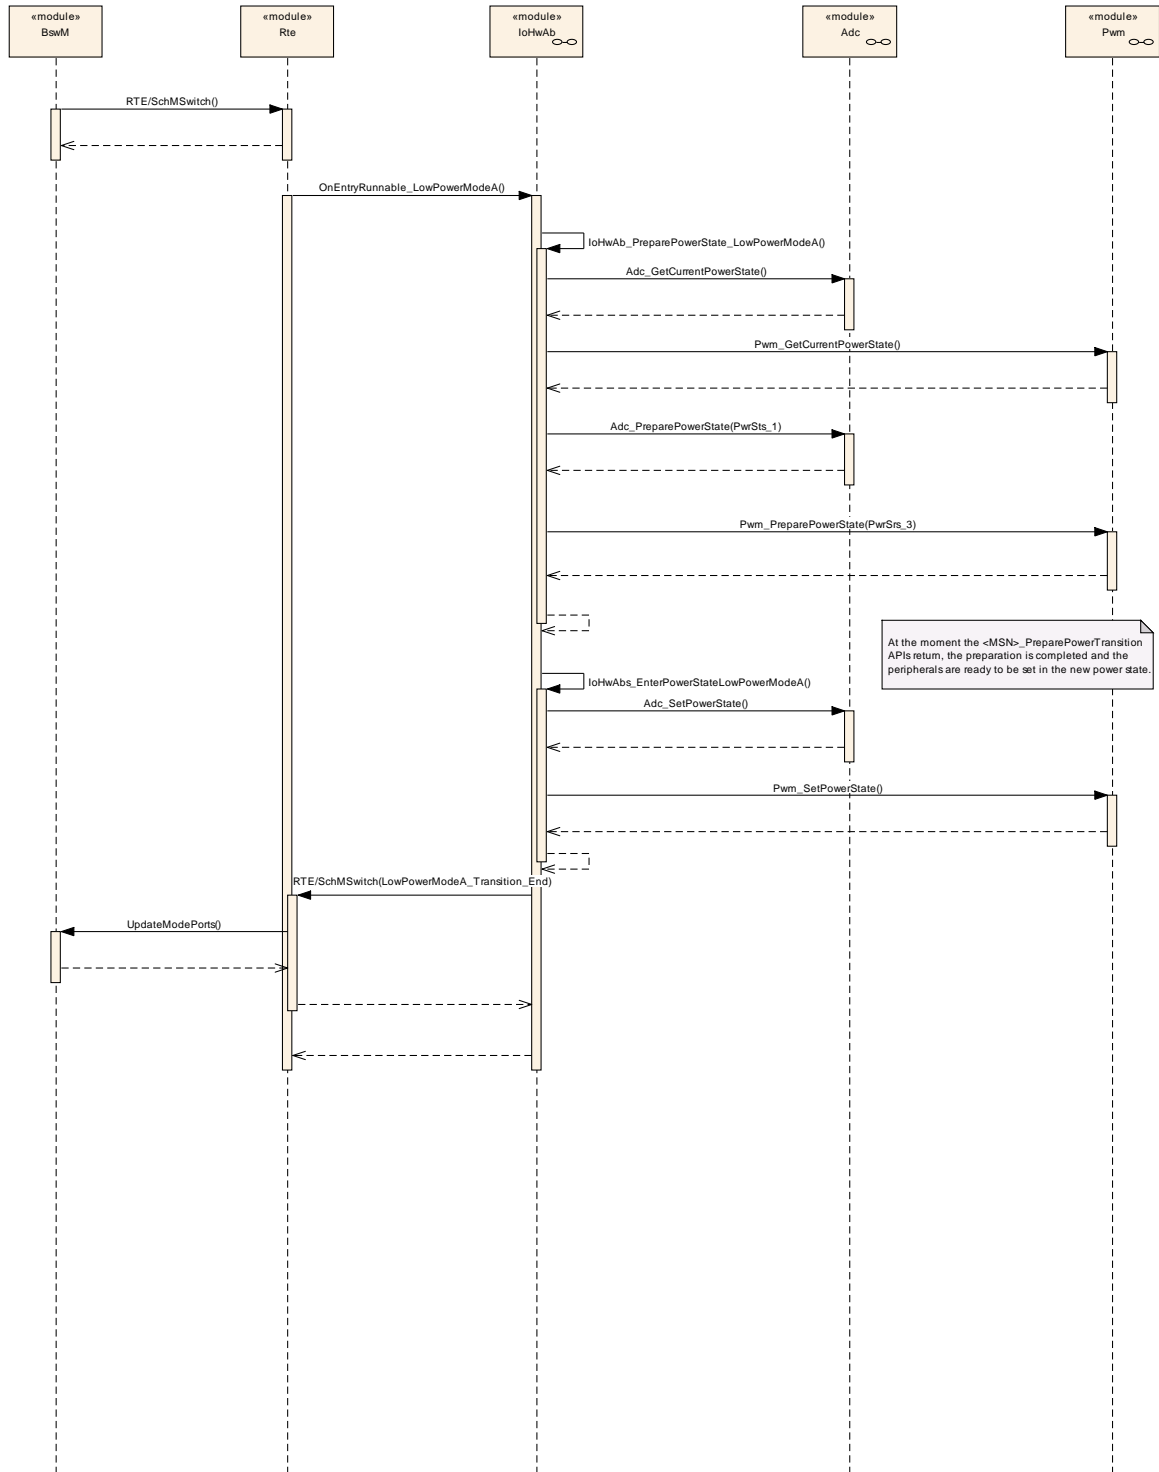 «module»
BswM
«module»
Rte
«module»
IoHwAb
«module»
Adc
«module»
Pwm
RTE/SchMSwitch()
OnEntryRunnable_LowPowerModeA()
IoHwAb_PreparePowerState_LowPowerModeA()
Adc_GetCurrentPowerState()
Pwm_GetCurrentPowerState()
Adc_PreparePowerState(PwrSts_1)
Pwm_PreparePowerState(PwrSrs_3)
At the moment the <MSN>_PreparePowerTransition
APIs return, the preparation is completed and the
peripherals are ready to be set in the new power state.
IoHwAbs_EnterPowerStateLowPowerModeA()
Adc_SetPowerState()
Pwm_SetPowerState()
RTE/SchMSwitch(LowPowerModeA_Transition_End)
UpdateModePorts()